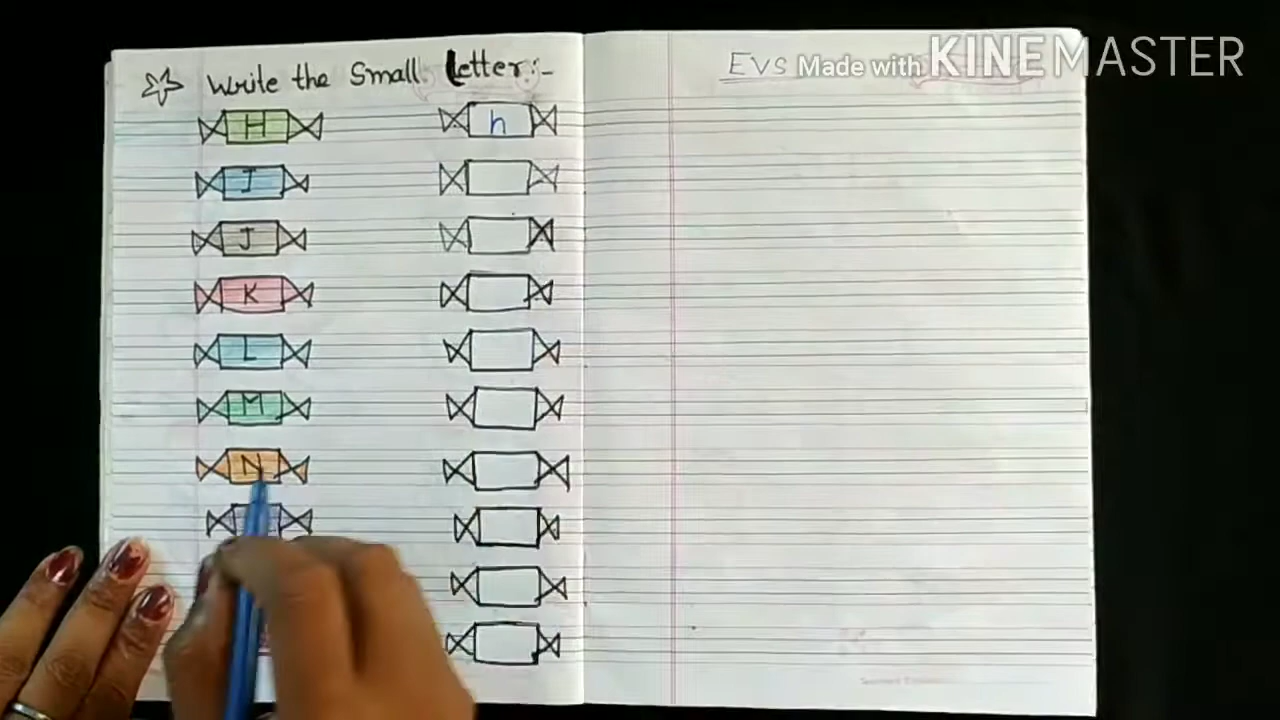 Write the Small Letter:-
EVS
Made with KINEMASTER
H h
I
J
K
L
M
N